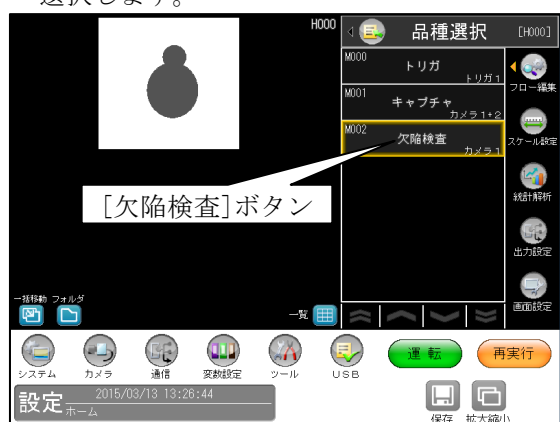 選択します。
H000
品種選択
[H000]
M000
トリガ
トリガ1
M001
キャプチャ
カメラ1+2
M002
欠陥検査
カメラ1
フロー編集
スケール設定
統計解析
出力設定
画面設定
[欠陥検査]ボタン
一括移動 フォルダ
一覧
システム カメラ 通信 変数設定 ツール USB
運転 再実行
設定 2015/03/13 13:26:44
ホーム
保存 拡大縮小